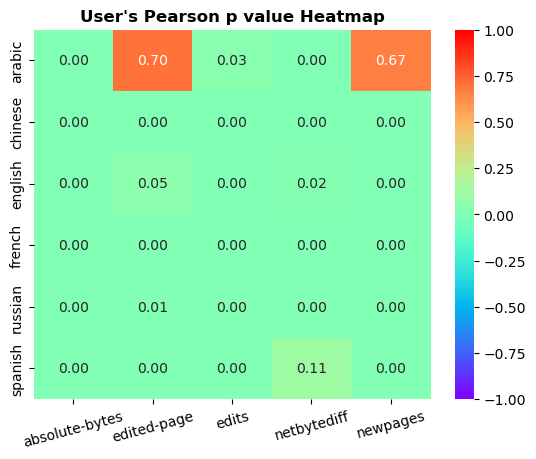 User's Pearson p value Heatmap
arabic 0.00 0.70 0.03 0.00 0.67
chinese 0.00 0.00 0.00 0.00 0.00
english 0.00 0.05 0.00 0.02 0.00
french 0.00 0.00 0.00 0.00 0.00
russian 0.00 0.01 0.00 0.00 0.00
spanish 0.00 0.00 0.00 0.11 0.00
absolute-bytes edited-page edits netbytediff newpages
1.00
0.75
0.50
0.25
0.00
−0.25
−0.50
−0.75
−1.00